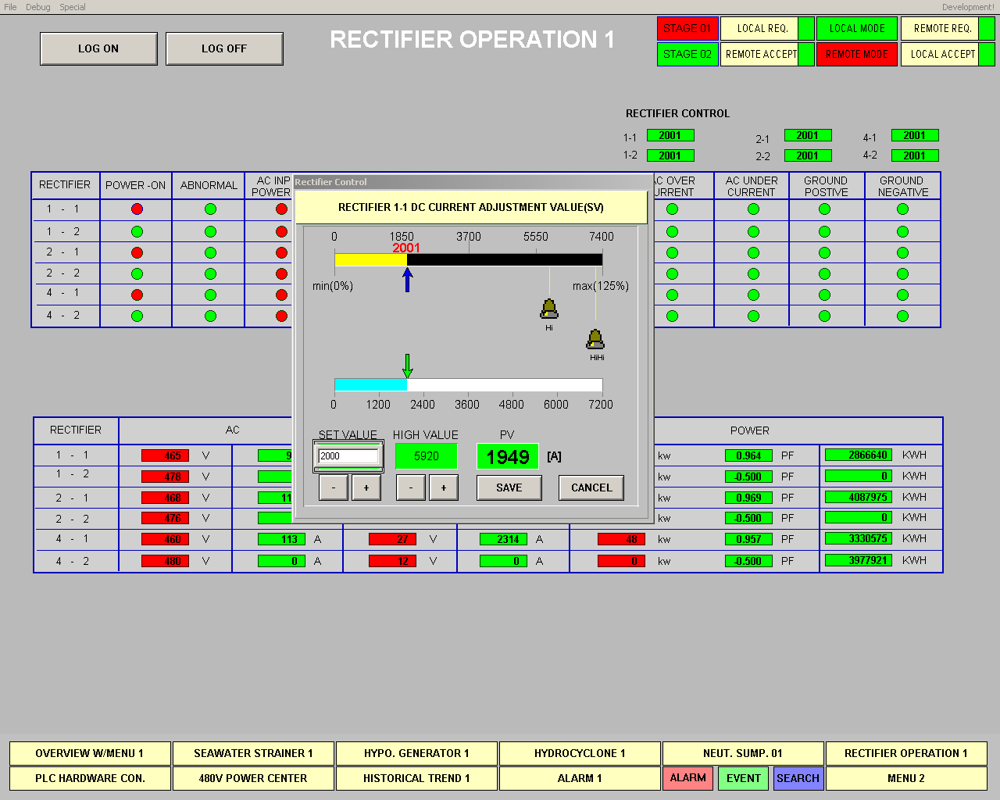 File Debug Special Development!
LOG ON LOG OFF RECTIFIER OPERATION 1
STAGE 01 LOCAL REQ. LOCAL MODE REMOTE REQ.
STAGE 02 REMOTE ACCEPT REMOTE MODE LOCAL ACCEPT
RECTIFIER CONTROL
1-1 2001 2-1 2001 4-1 2001
1-2 2001 2-2 2001 4-2 2001
RECTIFIER POWER -ON ABNORMAL AC INP POWER AC OVER URRENT AC UNDER CURRENT GROUND POSTIVE GROUND NEGATIVE
1 - 1
1 - 2
2 - 1
2 - 2
4 - 1
4 - 2
Rectifier Control
RECTIFIER 1-1 DC CURRENT ADJUSTMENT VALUE(SV)
0 1850 3700 5550 7400
2001
min(0%) max(125%)
Hi
HiHi
0 1200 2400 3600 4800 6000 7200
SET VALUE HIGH VALUE PV
2000 5920 1949 [A]
- + - + SAVE CANCEL
RECTIFIER AC POWER
1 - 1 465 V 9 kw 0.964 PF 2866640 KWH
1 - 2 478 V kw -0.500 PF 0 KWH
2 - 1 468 V 11 kw 0.969 PF 4087975 KWH
2 - 2 476 V kw -0.500 PF 0 KWH
4 - 1 460 V 113 A 27 V 2314 A 48 kw 0.957 PF 3330575 KWH
4 - 2 480 V 0 A 12 V 0 A 0 kw -0.500 PF 3977921 KWH
OVERVIEW W/MENU 1 SEAWATER STRAINER 1 HYPO. GENERATOR 1 HYDROCYCLONE 1 NEUT. SUMP. 01 RECTIFIER OPERATION 1
PLC HARDWARE CON. 480V POWER CENTER HISTORICAL TREND 1 ALARM 1 ALARM EVENT SEARCH MENU 2